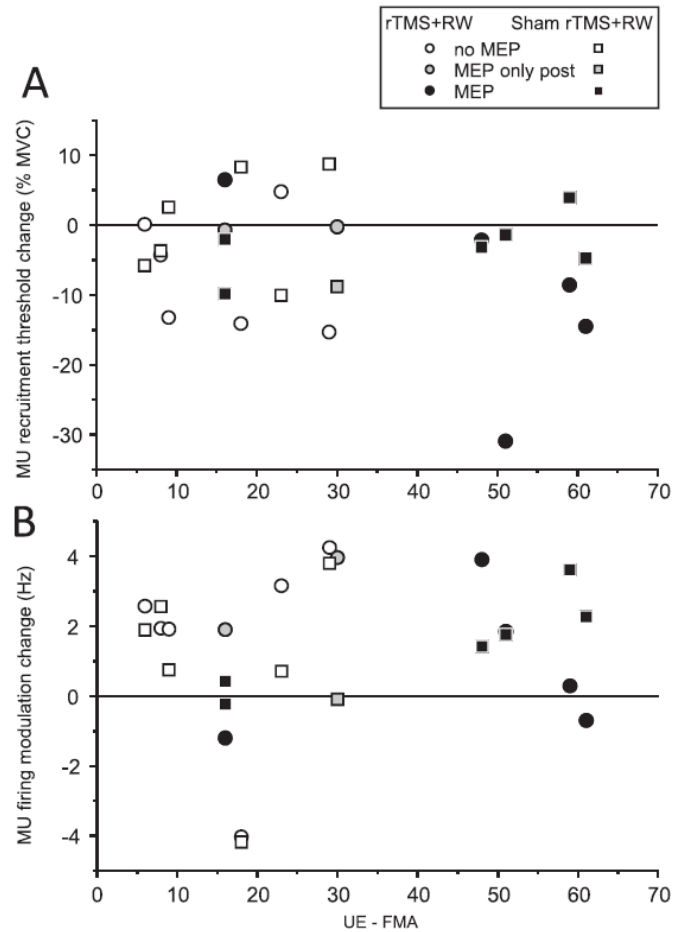 rTMS+RW Sham rTMS+RW
no MEP
MEP only post
MEP
A
MU recruitment threshold change (% MVC)
10
0
-10
-20
-30
0 10 20 30 40 50 60 70
B
MU firing modulation change (Hz)
4
2
0
-2
-4
0 10 20 30 40 50 60 70
UE - FMA